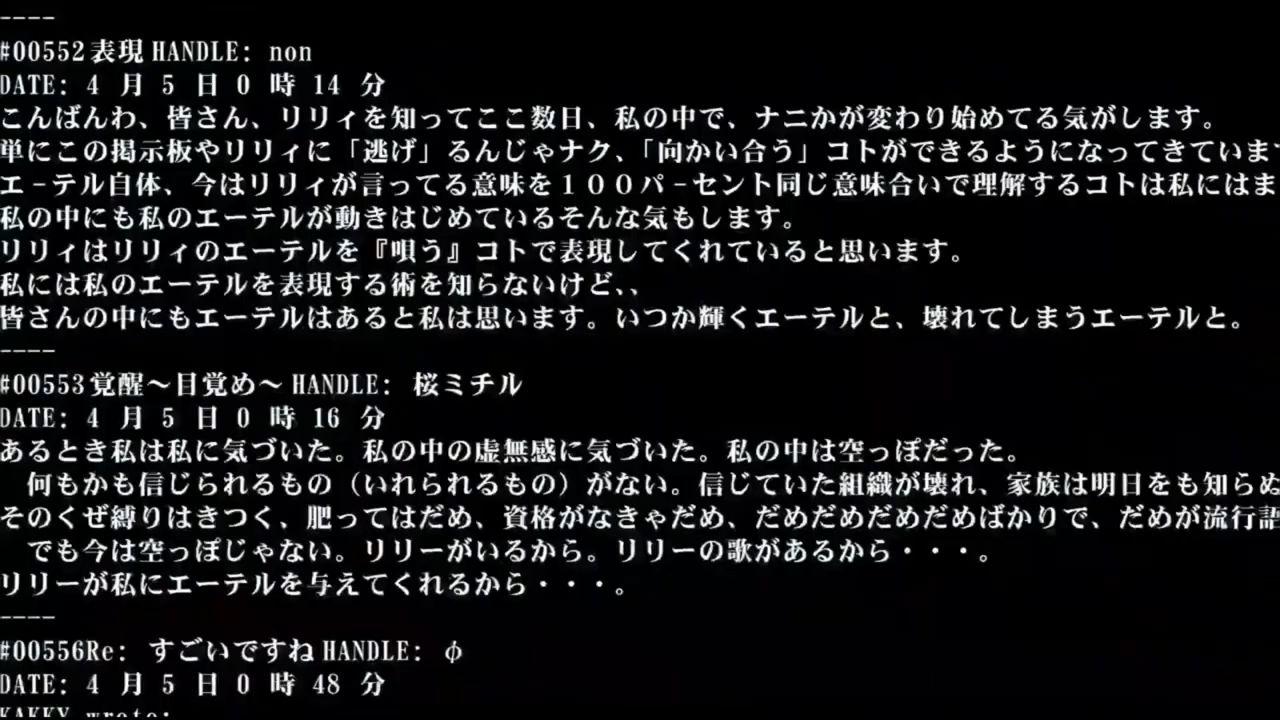 ----
#00552表現HANDLE: non
DATE: 4 月 5 日 0 時 14 分
こんばんわ、皆さん、リリィを知ってここ数日、私の中で、ナニかが変わり始めてる気がします。
単にこの掲示板やリリィに「逃げ」るんじゃナク、「向かい合う」コトができるようになってきていま
エ-テル自体、今はリリィが言ってる意味を１００パ-セント同じ意味合いで理解するコトは私にはま
私の中にも私のエーテルが動きはじめているそんな気もします。
リリィはリリィのエーテルを『唄う』コトで表現してくれていると思います。
私には私のエーテルを表現する術を知らないけど、、
皆さんの中にもエーテルはあると私は思います。いつか輝くエーテルと、壊れてしまうエーテルと。
----
#00553覚醒～目覚め～HANDLE: 桜ミチル
DATE: 4 月 5 日 0 時 16 分
あるとき私は私に気づいた。私の中の虚無感に気づいた。私の中は空っぽだった。
　何もかも信じられるもの（いれられるもの）がない。信じていた組織が壊れ、家族は明日をも知らぬ
そのくぜ縛りはきつく、肥ってはだめ、資格がなきゃだめ、だめだめだめだめばかりで、だめが流行語
　でも今は空っぽじゃない。リリーがいるから。リリーの歌があるから・・・。
リリーが私にエーテルを与えてくれるから・・・。
----
#00556Re: すごいですねHANDLE: φ
DATE: 4 月 5 日 0 時 48 分
KAKKY wrote: